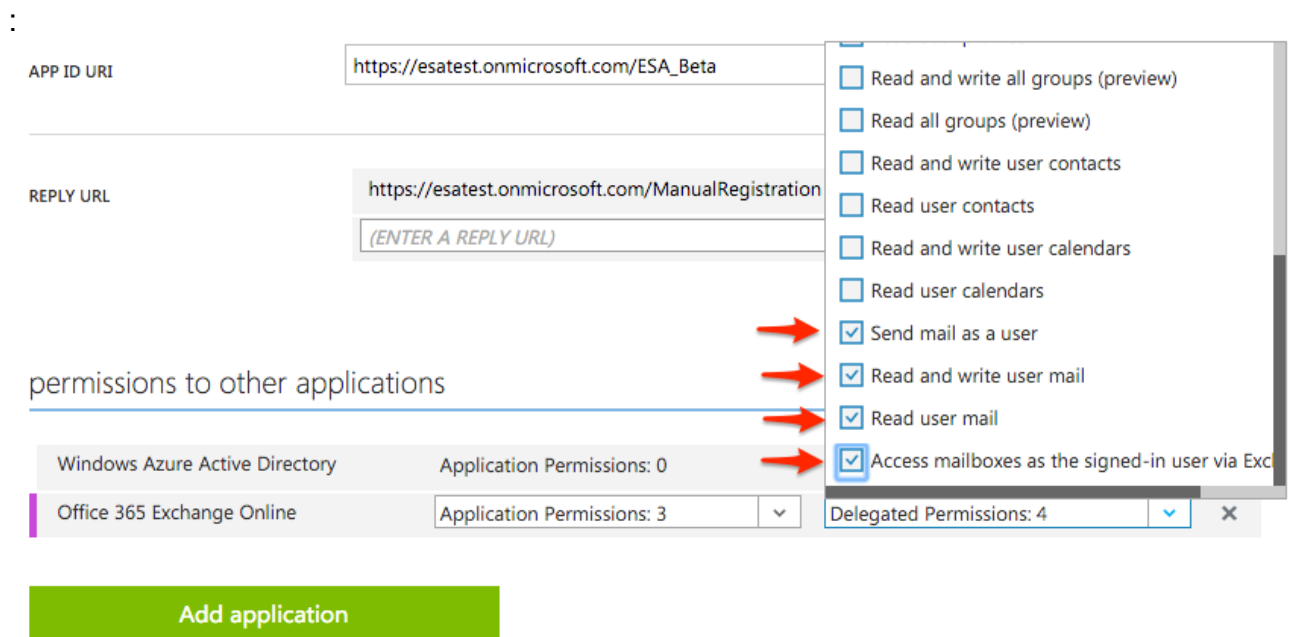 :
APP ID URI
https://esatest.onmicrosoft.com/ESA_Beta
REPLY URL
https://esatest.onmicrosoft.com/ManualRegistration
(ENTER A REPLY URL)
Read and write all groups (preview)
Read all groups (preview)
Read and write user contacts
Read user contacts
Read and write user calendars
Read user calendars
Send mail as a user
Read and write user mail
Read user mail
Access mailboxes as the signed-in user via Exc
permissions to other applications
Windows Azure Active Directory Application Permissions: 0
Office 365 Exchange Online Application Permissions: 3 Delegated Permissions: 4
Add application